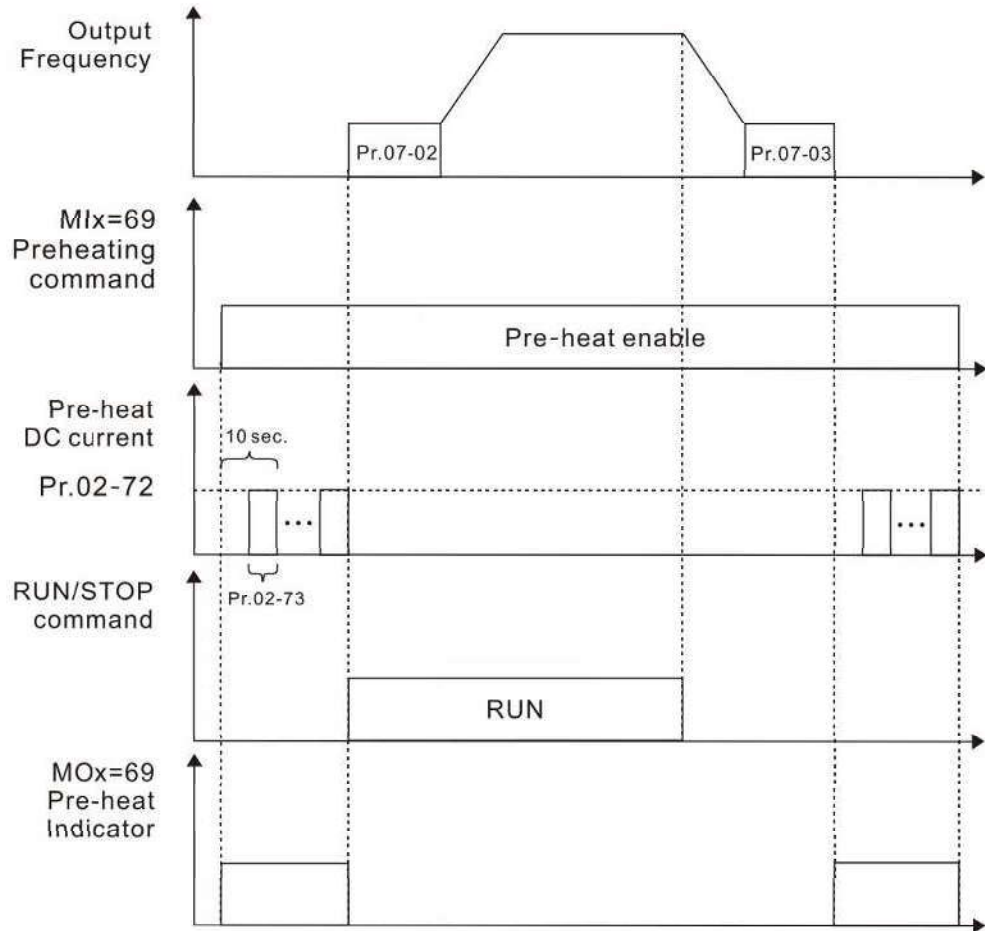 Output
Frequency
Pr.07-02
Pr.07-03
MIx=69
Preheating
command
Pre-heat enable
Pre-heat
DC current
10 sec.
Pr.02-72
...
...
Pr.02-73
RUN/STOP
command
RUN
MOx=69
Pre-heat
Indicator